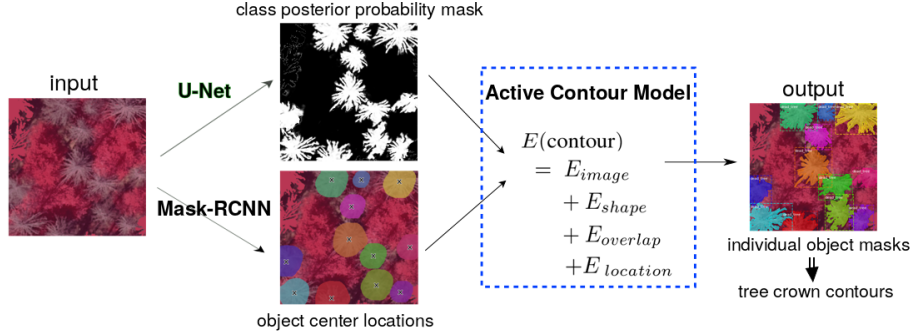 class posterior probability mask
input
U-Net
Mask-RCNN
object center locations
Active Contour Model
E(contour)
= E_image
+ E_shape
+ E_overlap
+E_location
output
individual object masks
tree crown contours